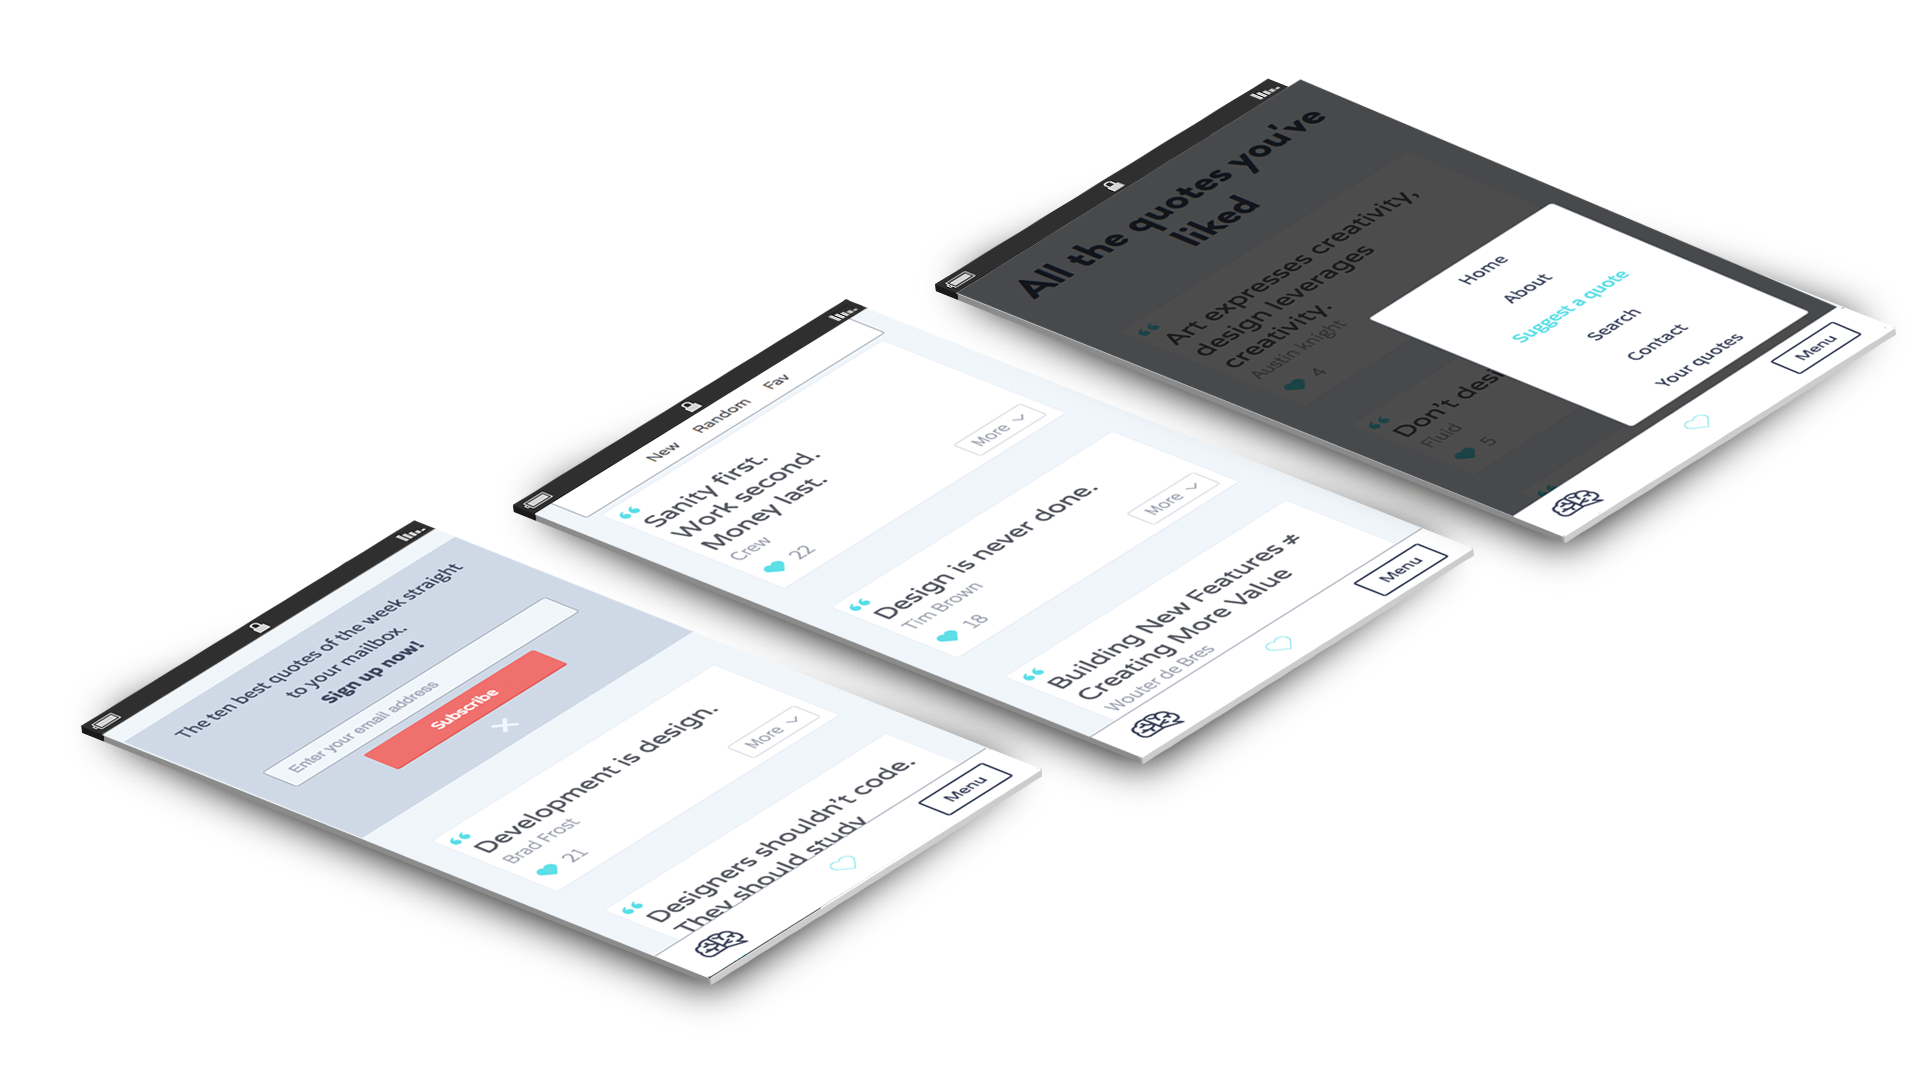 The ten best quotes of the week straight
to your mailbox.
Sign up now!
Enter your email address
Subscribe
Development is design.
Brad Frost
21
More
Designers shouldn't code.
They should study
Menu
New Random Fav
Sanity first.
Work second.
Money last.
Crew
22
More
Design is never done.
Tim Brown
18
More
Building New Features ≠
Creating More Value
Wouter de Bres
Menu
All the quotes you've
liked
Art expresses creativity,
design leverages
creativity.
Austin knight
4
Don't desi
Fluid
5
Home
About
Suggest a quote
Search
Contact
Your quotes
Menu